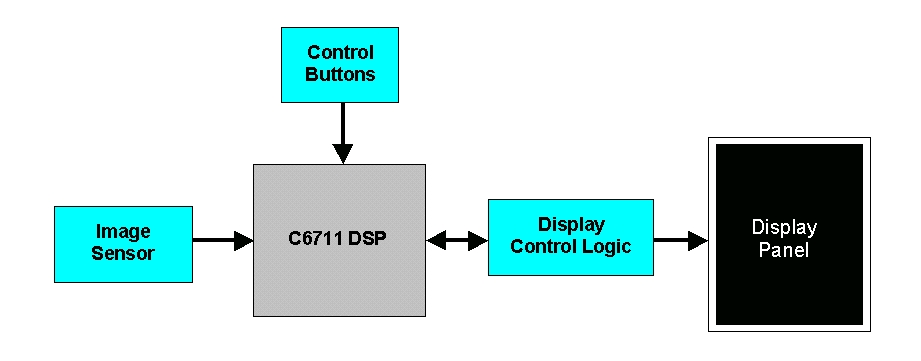 Control
Buttons
Image
Sensor
C6711 DSP
Display
Control Logic
Display
Panel